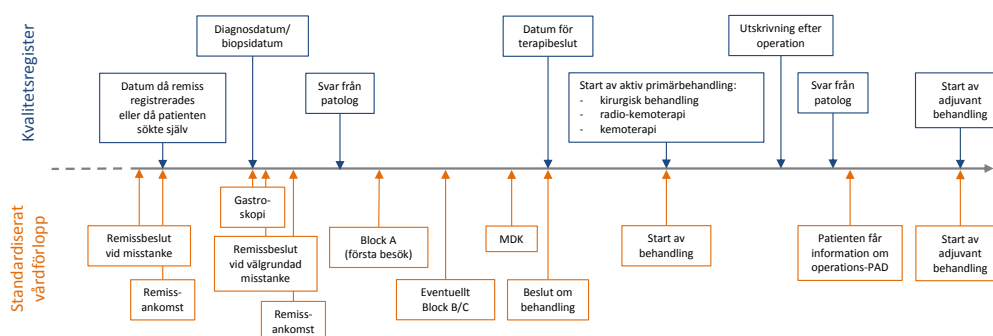 Kvalitetsregister
Diagnosdatum/
biopsidatum
Datum för
terapibeslut
Utskrivning efter
operation
Datum då remiss
registrerades
eller då patienten
sökte själv
Svar från
patolog
Start av aktiv primärbehandling:
- kirurgisk behandling
- radio-kemoterapi
- kemoterapi
Svar från
patolog
Start av
adjuvant
behandling
Standardiserat
vårdförlopp
Remissbeslut
vid misstanke
Remiss-
ankomst
Gastro-
skopi
Remissbeslut
vid välgrundad
misstanke
Remiss-
ankomst
Block A
(första besök)
Eventuellt
Block B/C
MDK
Beslut om
behandling
Start av
behandling
Patienten får
information om
operations-PAD
Start av
adjuvant
behandling